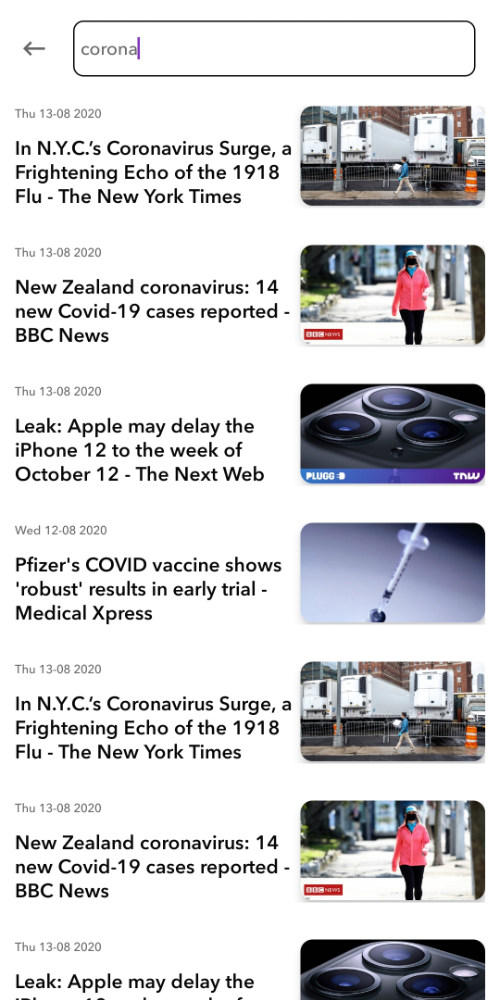 corona
Thu 13-08 2020
In N.Y.C.'s Coronavirus Surge, a
Frightening Echo of the 1918
Flu - The New York Times
Thu 13-08 2020
New Zealand coronavirus: 14
new Covid-19 cases reported -
BBC News
BBC NEWS
Thu 13-08 2020
Leak: Apple may delay the
iPhone 12 to the week of
October 12 - The Next Web
PLUGG
TNW
Wed 12-08 2020
Pfizer's COVID vaccine shows
'robust' results in early trial -
Medical Xpress
Thu 13-08 2020
In N.Y.C.'s Coronavirus Surge, a
Frightening Echo of the 1918
Flu - The New York Times
Thu 13-08 2020
New Zealand coronavirus: 14
new Covid-19 cases reported -
BBC News
BBC NEWS
Thu 13-08 2020
Leak: Apple may delay the